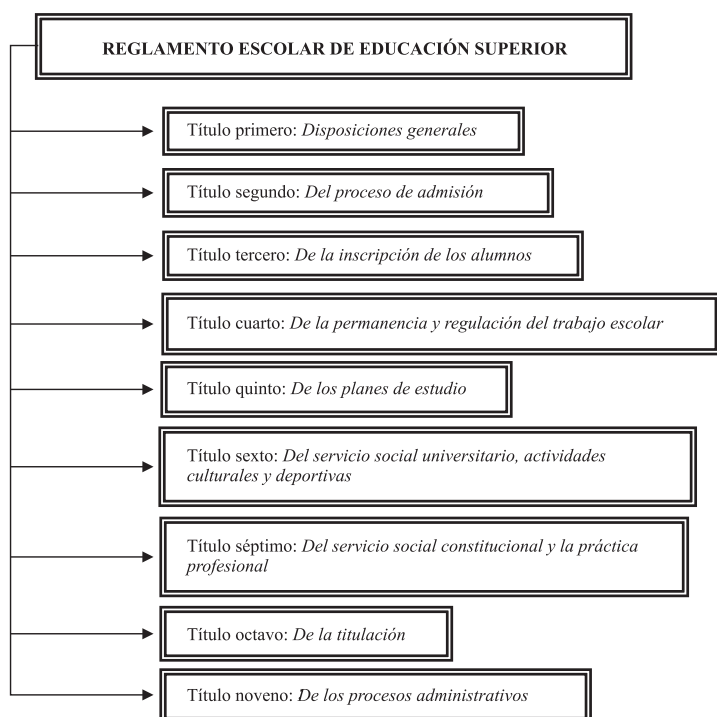 REGLAMENTO ESCOLAR DE EDUCACIÓN SUPERIOR
Título primero: Disposiciones generales
Título segundo: Del proceso de admisión
Título tercero: De la inscripción de los alumnos
Título cuarto: De la permanencia y regulación del trabajo escolar
Título quinto: De los planes de estudio
Título sexto: Del servicio social universitario, actividades
culturales y deportivas
Título séptimo: Del servicio social constitucional y la práctica
profesional
Título octavo: De la titulación
Título noveno: De los procesos administrativos